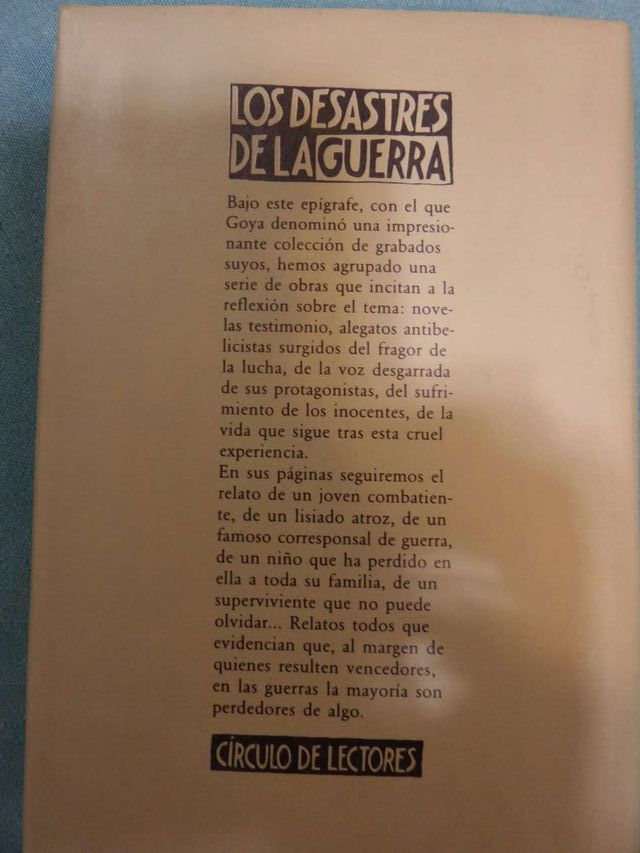 LOS DESASTRES
DE LA GUERRA
Bajo este epígrafe, con el que
Goya denominó una impresio-
nante colección de grabados
suyos, hemos agrupado una
serie de obras que incitan a la
reflexión sobre el tema: nove-
las testimonio, alegatos antibe-
licistas surgidos del fragor de
la lucha, de la voz desgarrada
de sus protagonistas, del sufri-
miento de los inocentes, de la
vida que sigue tras esta cruel
experiencia.
En sus páginas seguiremos el
relato de un joven combatien-
te, de un lisiado atroz, de un
famoso corresponsal de guerra,
de un niño que ha perdido en
ella a toda su familia, de un
superviviente que no puede
olvidar... Relatos todos que
evidencian que, al margen de
quienes resulten vencedores,
en las guerras la mayoría son
perdedores de algo.
CÍRCULO DE LECTORES